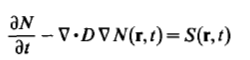 ∂N/∂t − ∇·D∇N(r,t) = S(r,t)